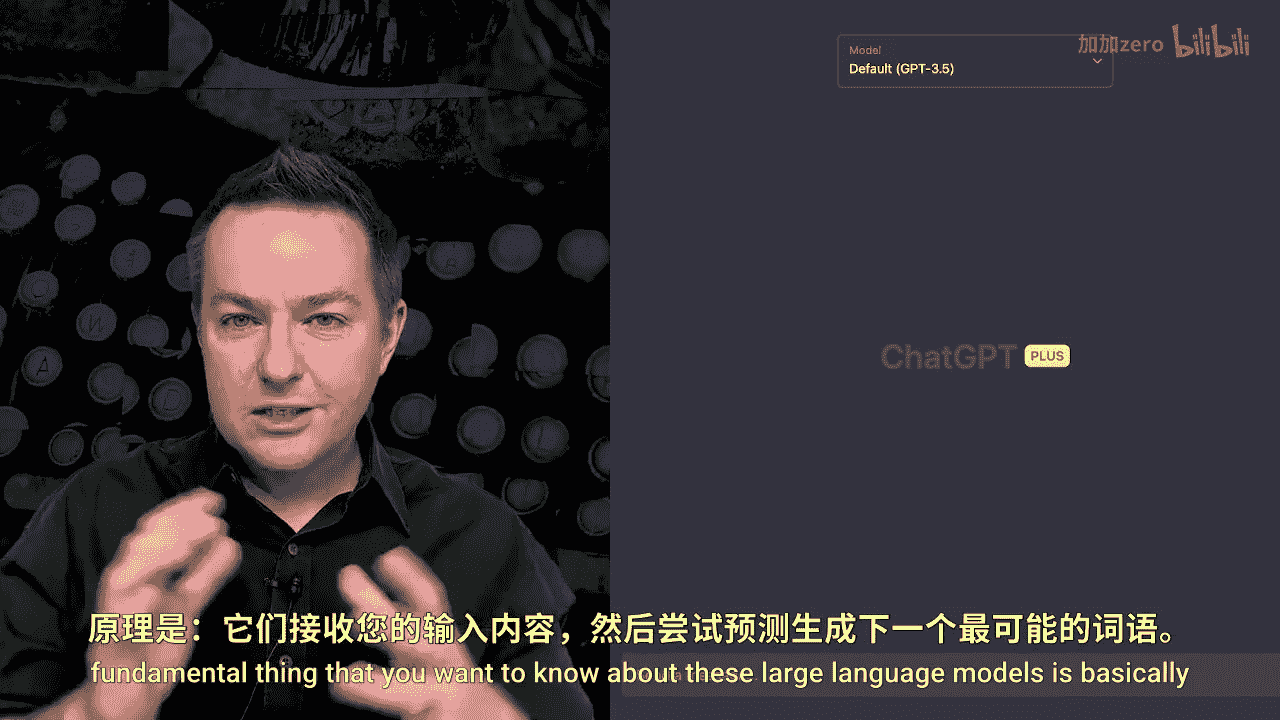 加加zero bilibili
Model
Default (GPT-3.5)
ChatGPT PLUS
原理是：它们接收您的输入内容，然后尝试预测生成下一个最可能的词语。
fundamental thing that you want to know about these large language models is basically